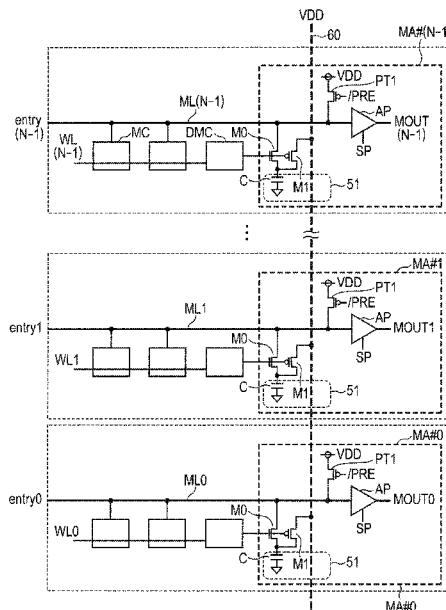 VDD
60
MA#(N-1)
VDD
PT1
/PRE
AP
entry
(N-1)
ML(N-1)
MOUT
(N-1)
WL
(N-1)
MC
DMC
M0
SP
C
M1
51
MA#1
VDD
PT1
/PRE
AP
entry1
ML1
MOUT1
M0
SP
WL1
C
M1
51
MA#0
VDD
PT1
/PRE
AP
entry0
ML0
MOUT0
M0
SP
WL0
C
M1
51
MA#0